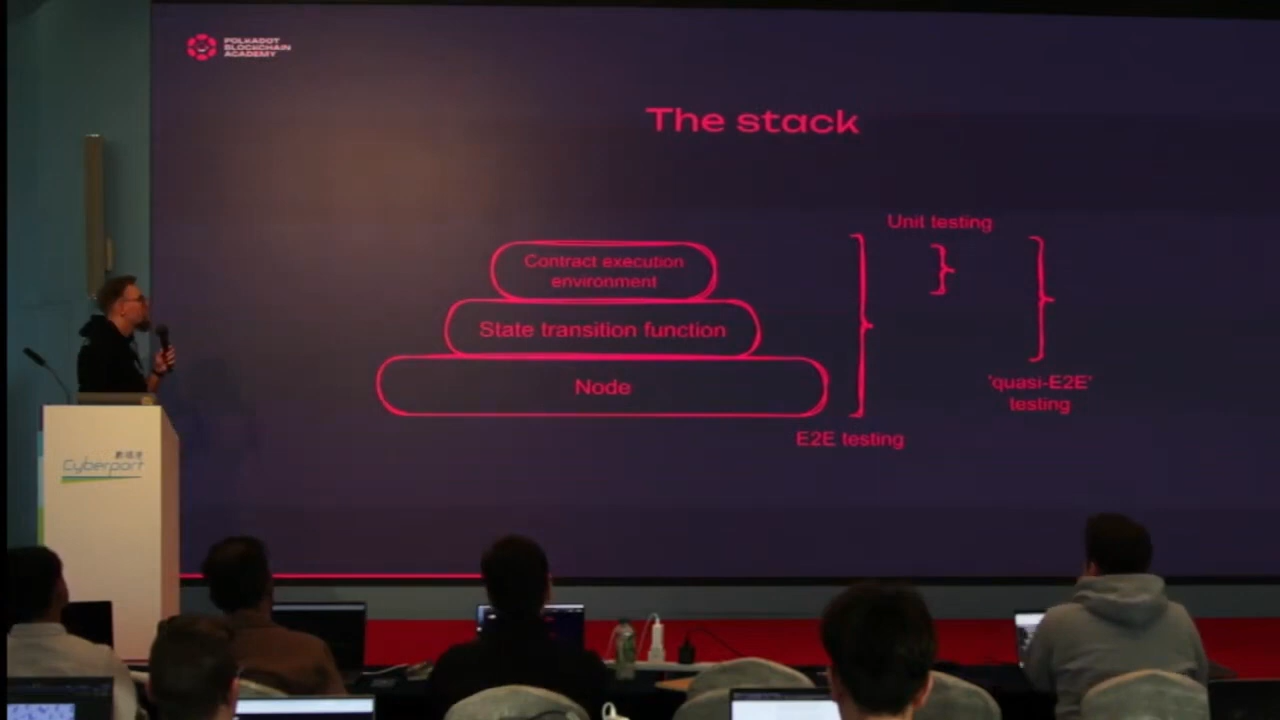 POLKADOT
BLOCKCHAIN
ACADEMY
The stack
Unit testing
Contract execution
environment
State transition function
Node
'quasi-E2E'
testing
E2E testing
Cyberport